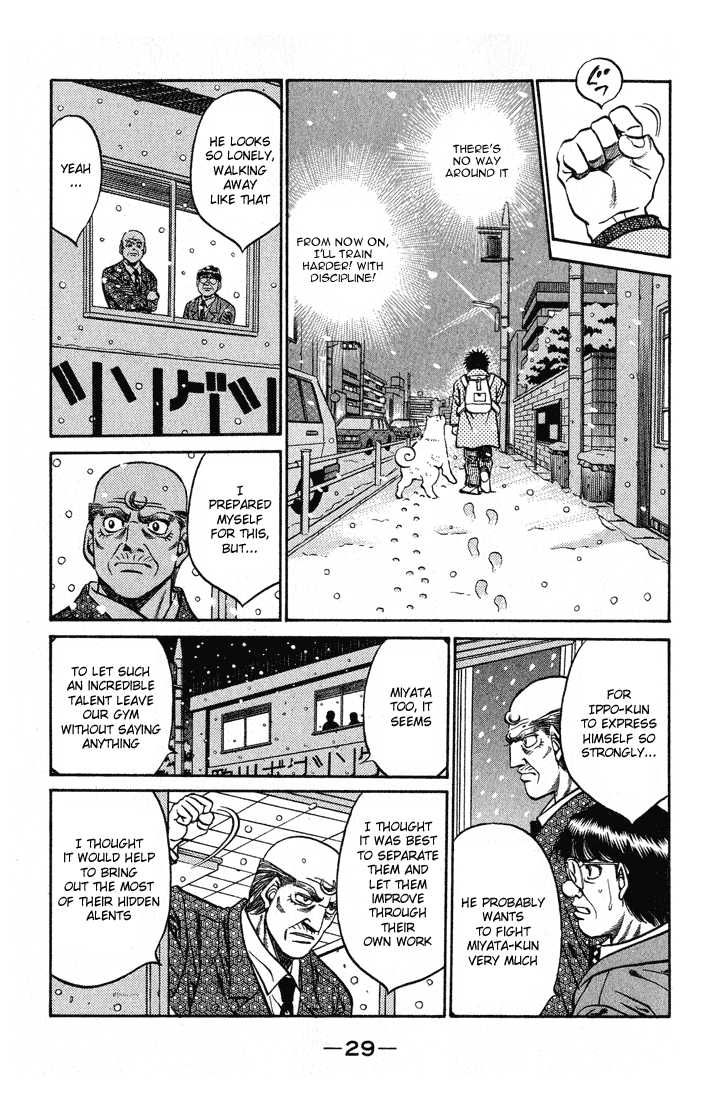 ぐっ
THERE'S
NO WAY
AROUND IT
FROM NOW ON,
I'LL TRAIN
HARDER! WITH
DISCIPLINE!
HE LOOKS
SO LONELY,
WALKING
AWAY
LIKE THAT
YEAH
...
I
PREPARED
MYSELF
FOR THIS,
BUT...
FOR
IPPO-KUN
TO EXPRESS
HIMSELF SO
STRONGLY...
HE PROBABLY
WANTS
TO FIGHT
MIYATA-KUN
VERY MUCH
MIYATA
TOO, IT
SEEMS
TO LET SUCH
AN INCREDIBLE
TALENT LEAVE
OUR GYM
WITHOUT SAYING
ANYTHING
I THOUGHT
IT WAS BEST
TO SEPARATE
THEM AND
LET THEM
IMPROVE
THROUGH
THEIR
OWN WORK
I THOUGHT
IT WOULD HELP
TO BRING
OUT THE MOST
OF THEIR HIDDEN
ALENTS
—29—